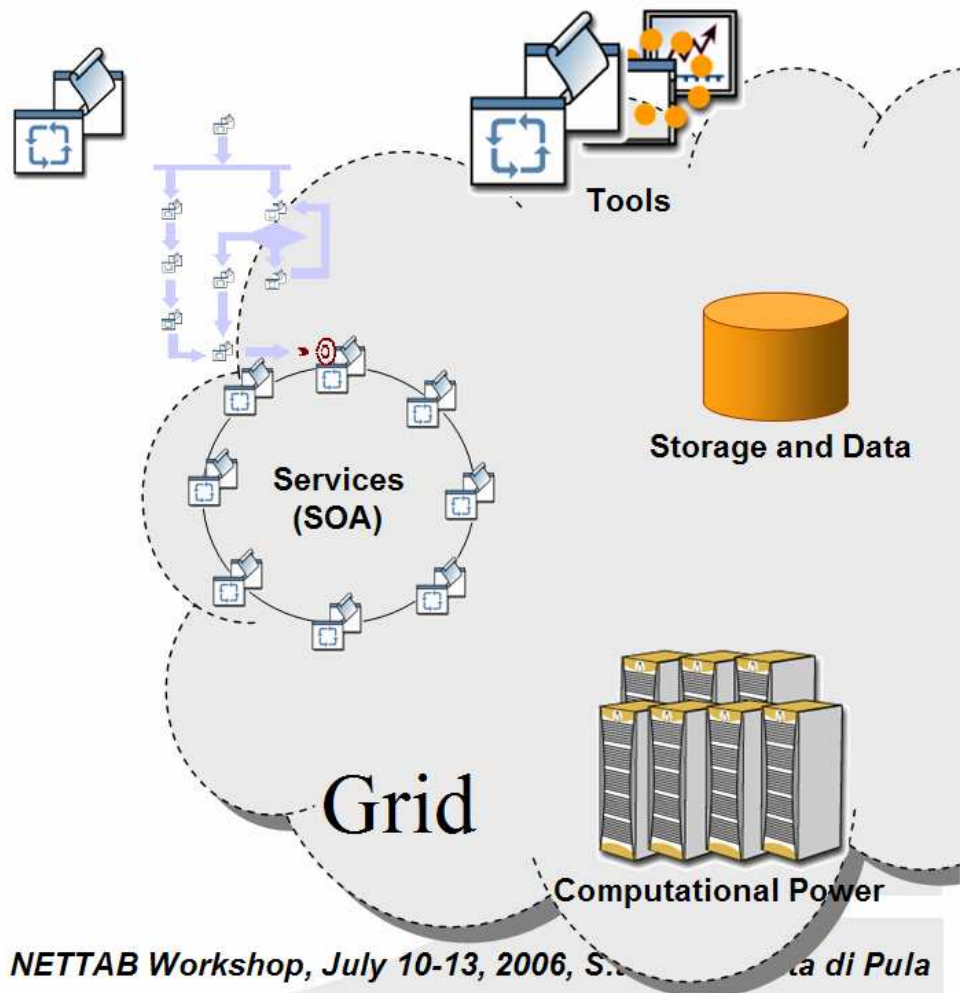 Tools
Storage and Data
Services
(SOA)
Grid
Computational Power
NETTAB Workshop, July 10-13, 2006, di Pula